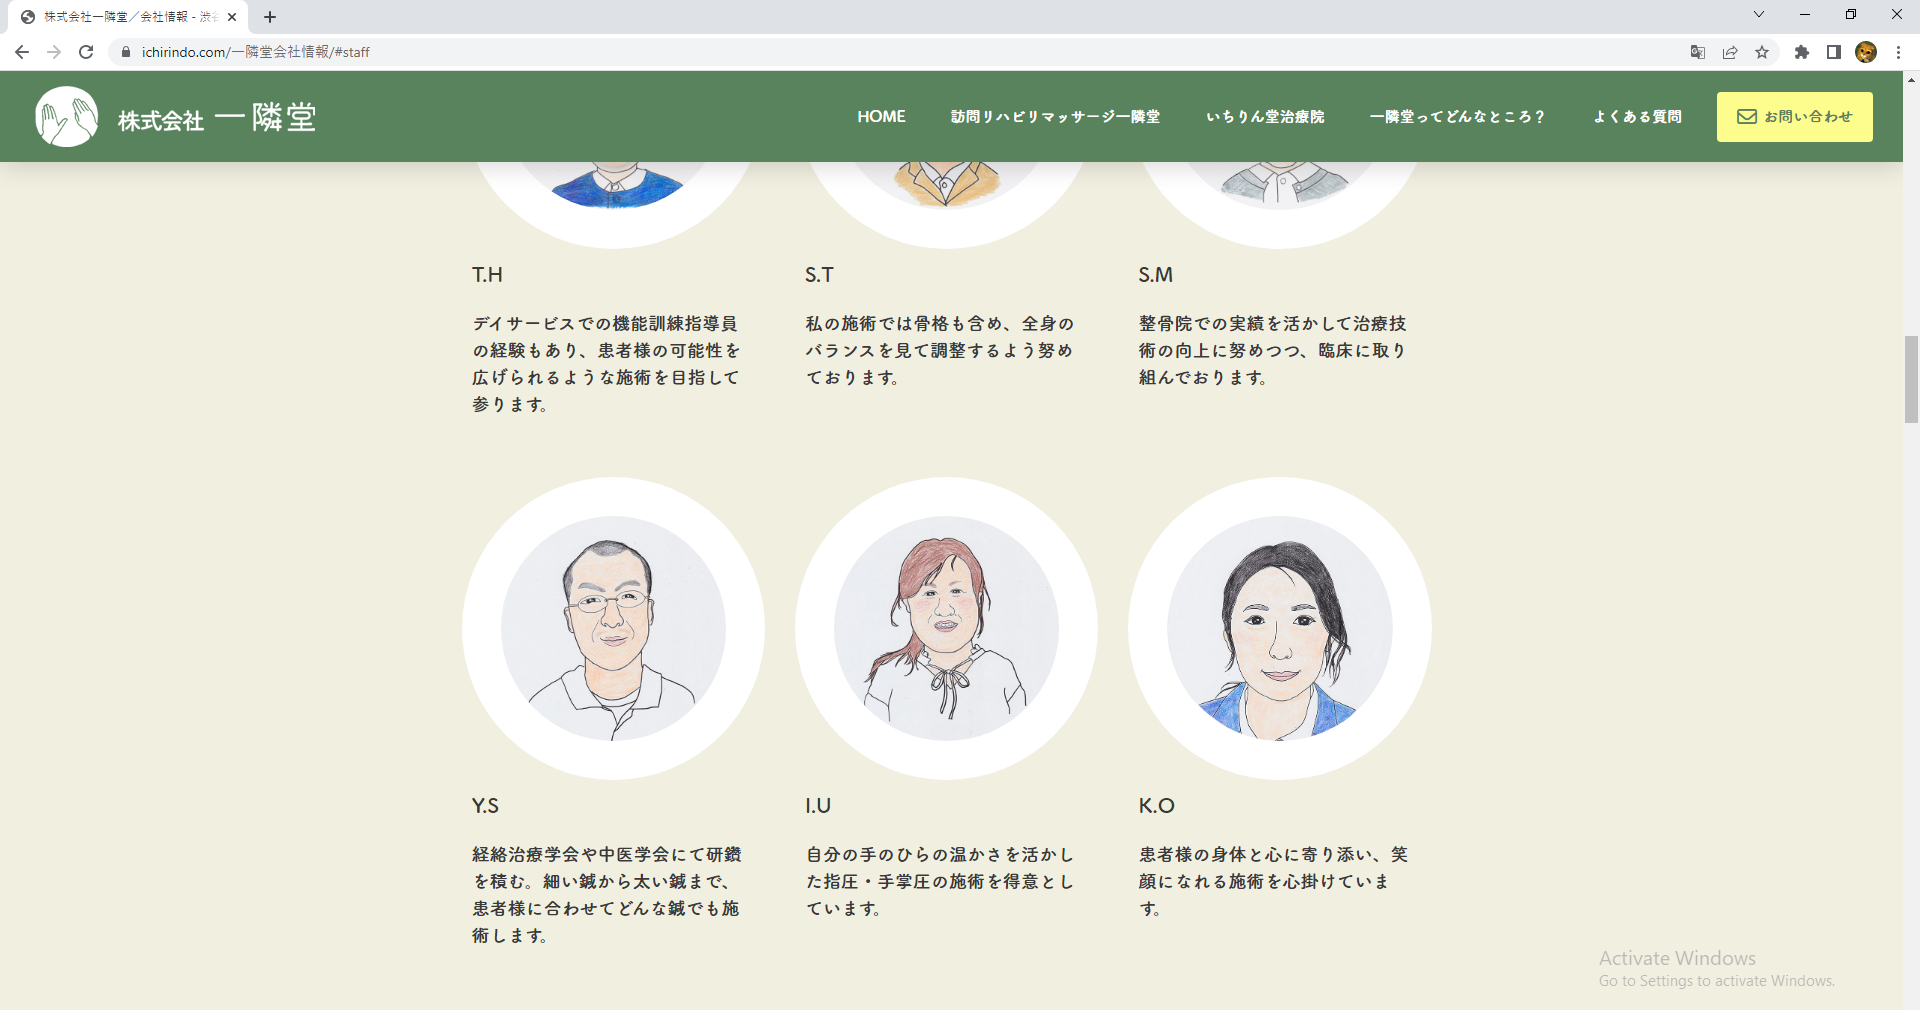 株式会社一隣堂／会社情報 - 渋谷
ichirindo.com/一隣堂会社情報/#staff
株式会社 一隣堂
HOME
訪問リハビリマッサージ一隣堂
いちりん堂治療院
一隣堂ってどんなところ？
よくある質問
お問い合わせ
T.H
デイサービスでの機能訓練指導員
の経験もあり、患者様の可能性を
広げられるような施術を目指して
参ります。
S.T
私の施術では骨格も含め、全身の
バランスを見て調整するよう努め
ております。
S.M
整骨院での実績を活かして治療技
術の向上に努めつつ、臨床に取り
組んでおります。
Y.S
経絡治療学会や中医学会にて研鑽
を積む。細い鍼から太い鍼まで、
患者様に合わせてどんな鍼でも施
術します。
I.U
自分の手のひらの温かさを活かし
た指圧・手掌圧の施術を得意とし
ています。
K.O
患者様の身体と心に寄り添い、笑
顔になれる施術を心掛けていま
す。
Activate Windows
Go to Settings to activate Windows.